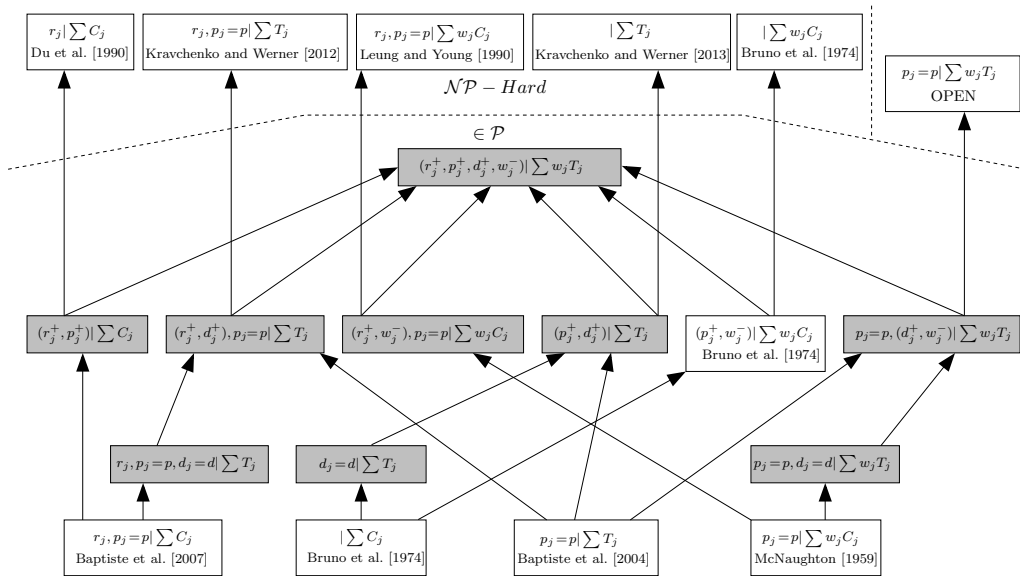 r_j|∑C_j
Du et al. [1990]
r_j, p_j=p|∑T_j
Kravchenko and Werner [2012]
r_j, p_j=p|∑w_jC_j
Leung and Young [1990]
|∑T_j
Kravchenko and Werner [2013]
|∑w_jC_j
Bruno et al. [1974]
p_j=p|∑w_jT_j
OPEN
𝒩𝒫 − Hard
∈ 𝒫
(r_j^+, p_j^+, d_j^+, w_j^-)|∑w_jT_j
(r_j^+, p_j^+)|∑C_j
(r_j^+, d_j^+), p_j=p|∑T_j
(r_j^+, w_j^-), p_j=p|∑w_jC_j
(p_j^+, d_j^+)|∑T_j
(p_j^+, w_j^-)|∑w_jC_j
Bruno et al. [1974]
p_j=p, (d_j^+, w_j^-)|∑w_jT_j
r_j, p_j=p, d_j=d|∑T_j
d_j=d|∑T_j
p_j=p, d_j=d|∑w_jT_j
r_j, p_j=p|∑C_j
Baptiste et al. [2007]
|∑C_j
Bruno et al. [1974]
p_j=p|∑T_j
Baptiste et al. [2004]
p_j=p|∑w_jC_j
McNaughton [1959]